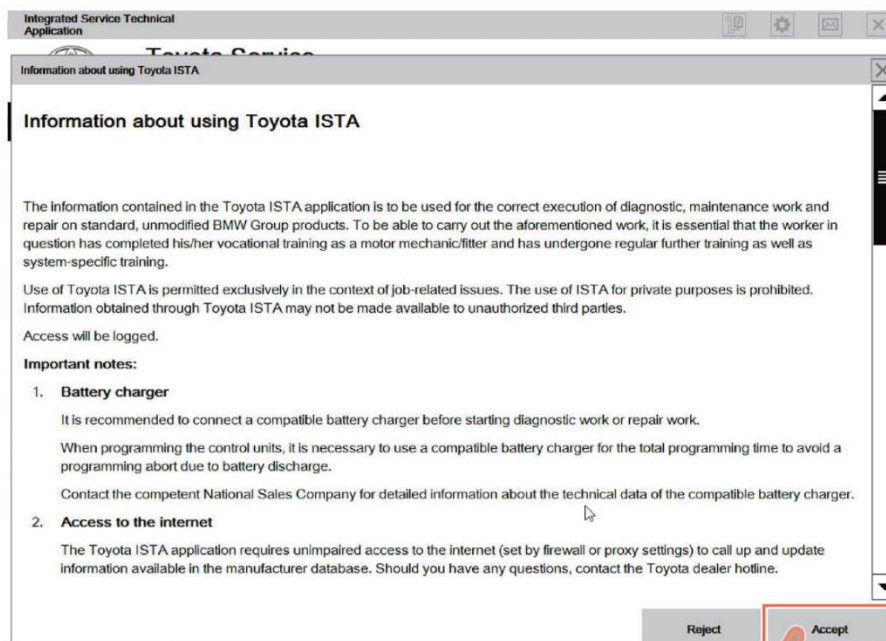 Integrated Service Technical
Application
Toyota Service
Information about using Toyota ISTA
Information about using Toyota ISTA
The information contained in the Toyota ISTA application is to be used for the correct execution of diagnostic, maintenance work and
repair on standard, unmodified BMW Group products. To be able to carry out the aforementioned work, it is essential that the worker in
question has completed his/her vocational training as a motor mechanic/fitter and has undergone regular further training as well as
system-specific training.
Use of Toyota ISTA is permitted exclusively in the context of job-related issues. The use of ISTA for private purposes is prohibited.
Information obtained through Toyota ISTA may not be made available to unauthorized third parties.
Access will be logged.
Important notes:
1. Battery charger
It is recommended to connect a compatible battery charger before starting diagnostic work or repair work.
When programming the control units, it is necessary to use a compatible battery charger for the total programming time to avoid a
programming abort due to battery discharge.
Contact the competent National Sales Company for detailed information about the technical data of the compatible battery charger.
2. Access to the internet
The Toyota ISTA application requires unimpaired access to the internet (set by firewall or proxy settings) to call up and update
information available in the manufacturer database. Should you have any questions, contact the Toyota dealer hotline.
Reject Accept